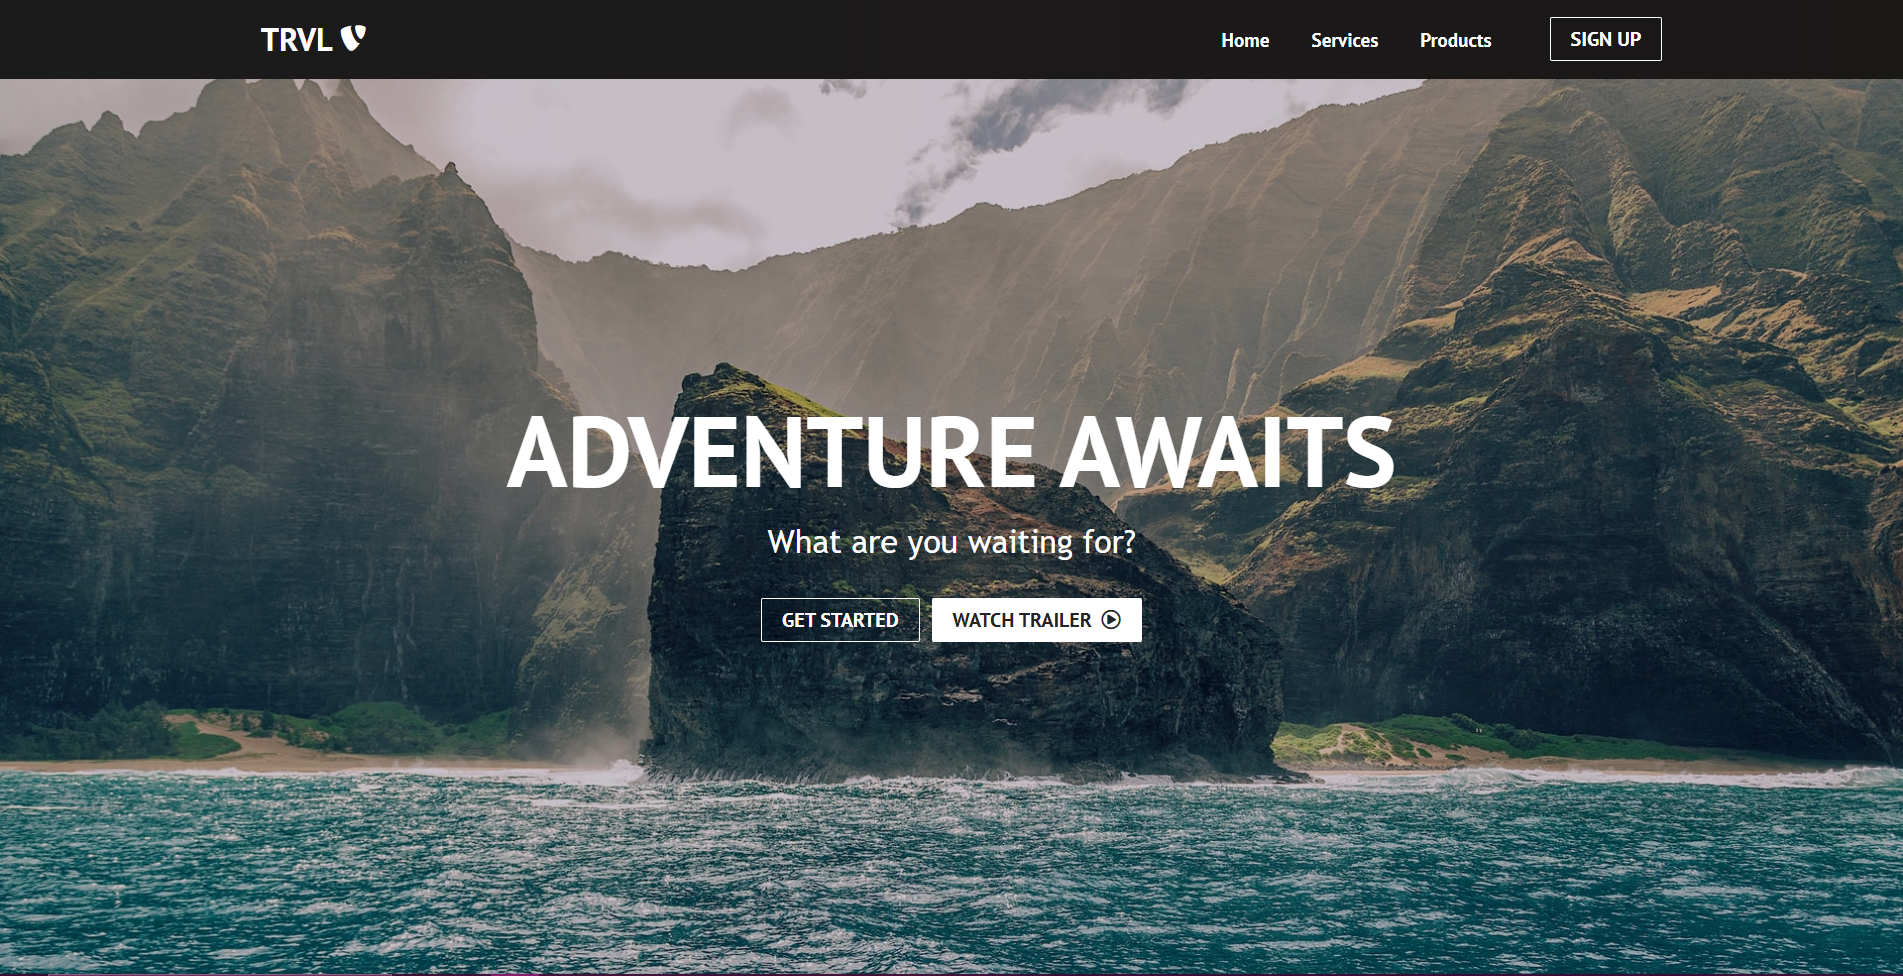 TRVL
Home Services Products SIGN UP
ADVENTURE AWAITS
What are you waiting for?
GET STARTED WATCH TRAILER